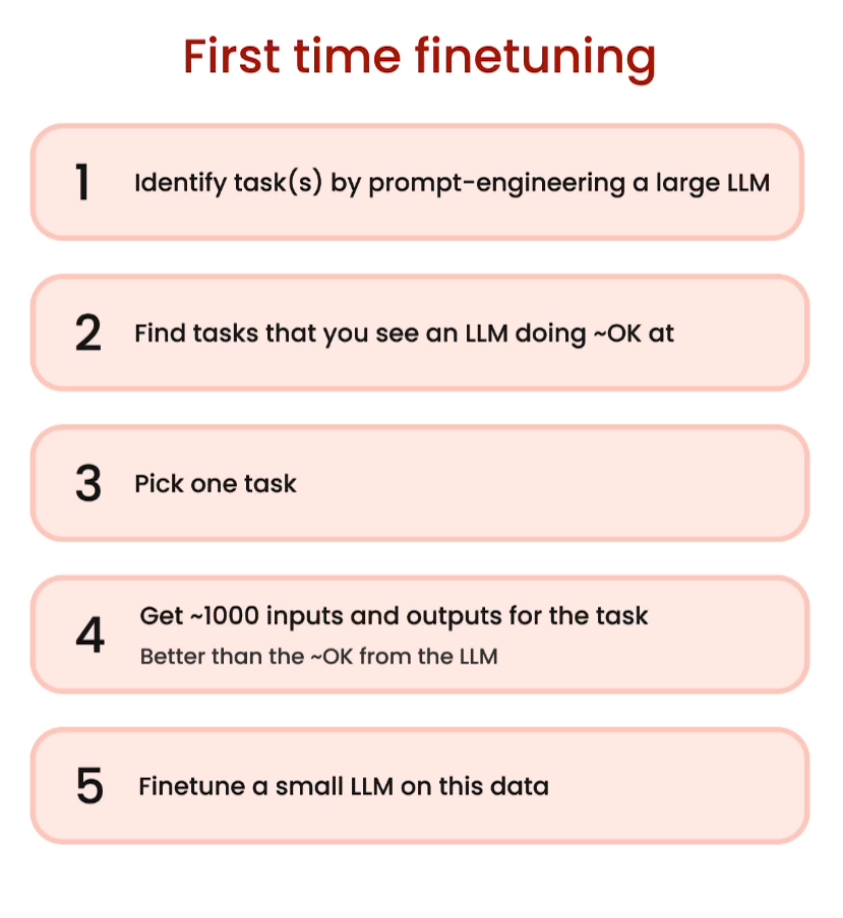 First time finetuning
1 Identify task(s) by prompt-engineering a large LLM
2 Find tasks that you see an LLM doing ~OK at
3 Pick one task
4 Get ~1000 inputs and outputs for the task
Better than the ~OK from the LLM
5 Finetune a small LLM on this data